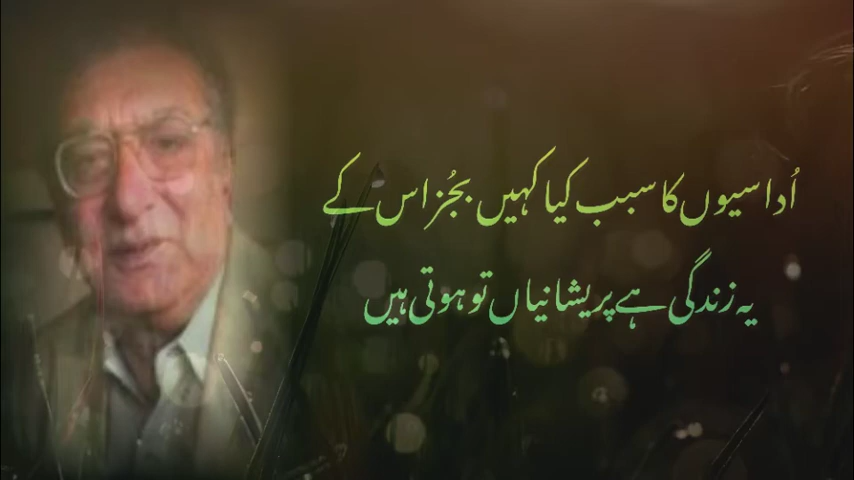 اُداسیوں کا سبب کیا کہیں بجُز اس کے
یہ زندگی ہے پریشانیاں تو ہوتی ہیں